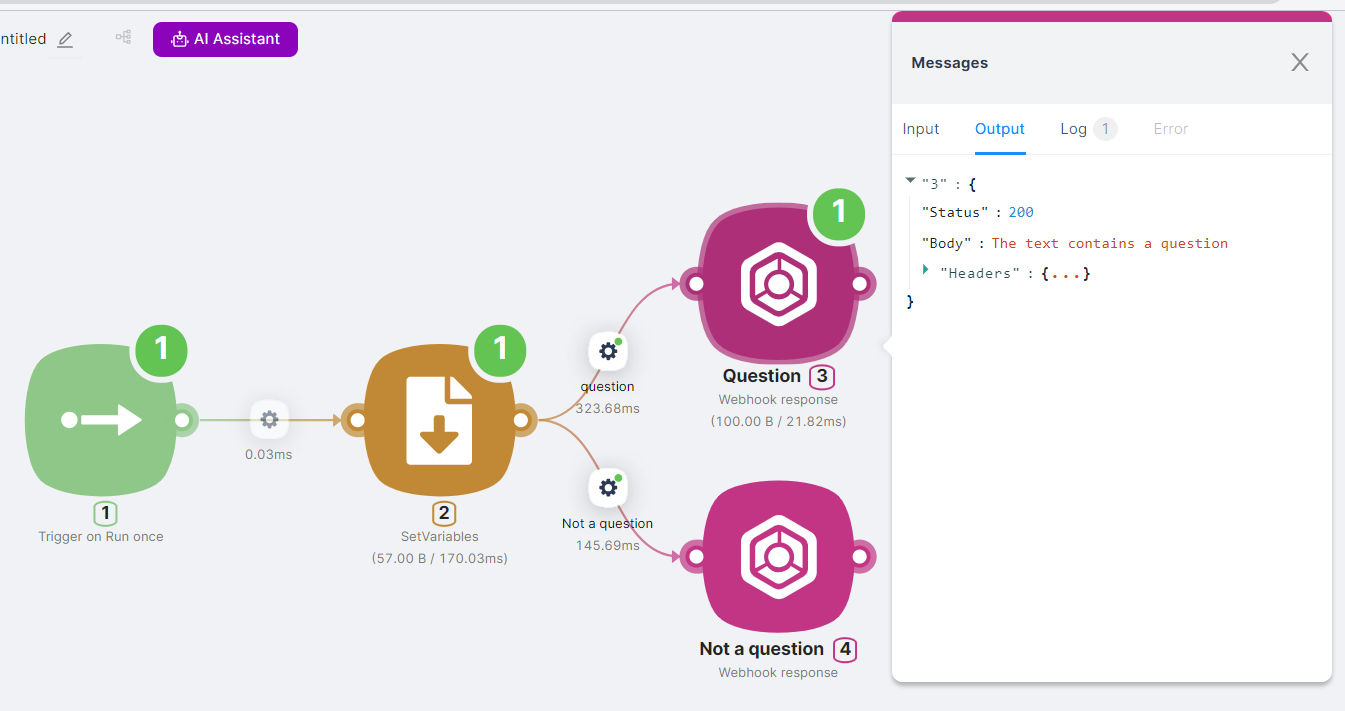 ntitled
AI Assistant
Messages
Input Output Log 1 Error
"3" : {
"Status" : 200
"Body" : The text contains a question
"Headers" : {...}
}
1
Question 3
Webhook response
(100.00 B / 21.82ms)
question
323.68ms
1
1
0.03ms
1
Trigger on Run once
2
SetVariables
(57.00 B / 170.03ms)
Not a question
145.69ms
Not a question 4
Webhook response